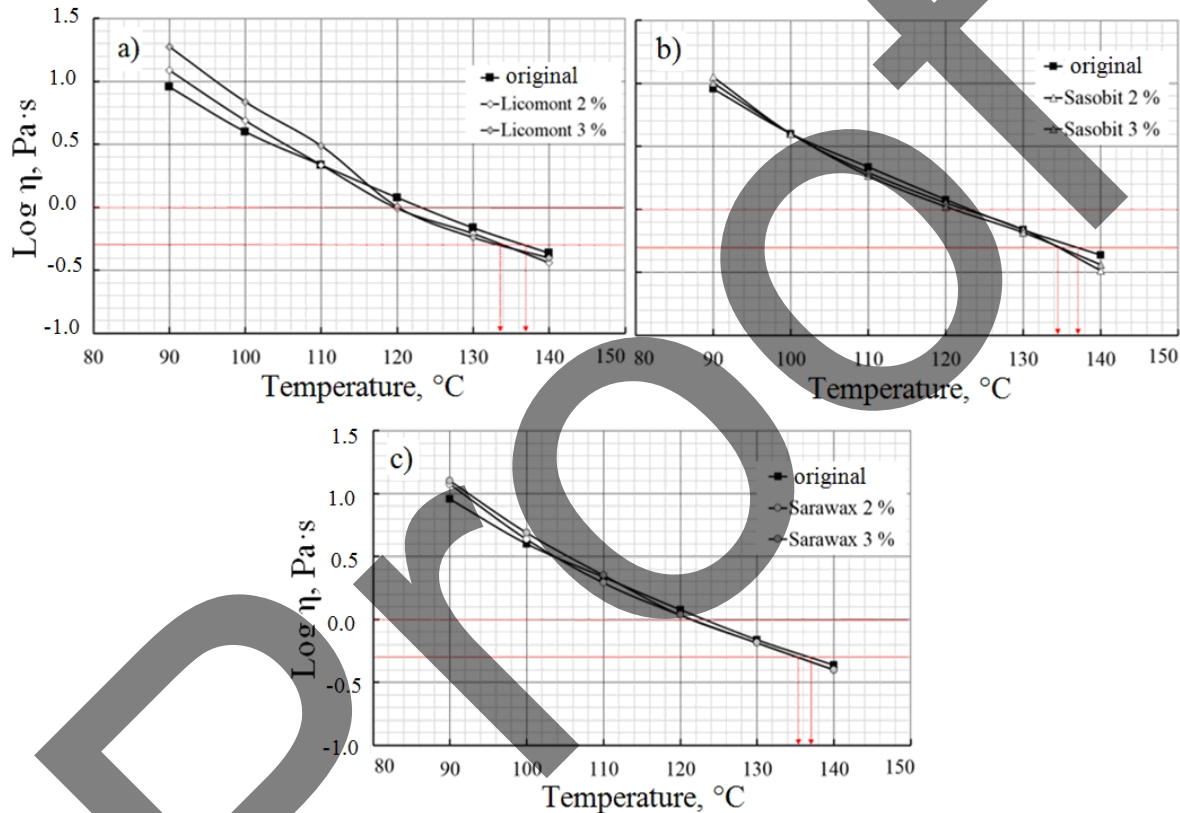 a)
1.5
1.0
0.5
0.0
-0.5
-1.0
Log η, Pa·s
original
Licomont 2 %
Licomont 3 %
80 90 100 110 120 130 140 150
Temperature, °C
b)
original
Sasobit 2 %
Sasobit 3 %
80 90 100 110 120 130 140 150
Temperature, °C
c)
1.5
1.0
0.5
0.0
-0.5
-1.0
Log η, Pa·s
original
Sarawax 2 %
Sarawax 3 %
80 90 100 110 120 130 140 150
Temperature, °C